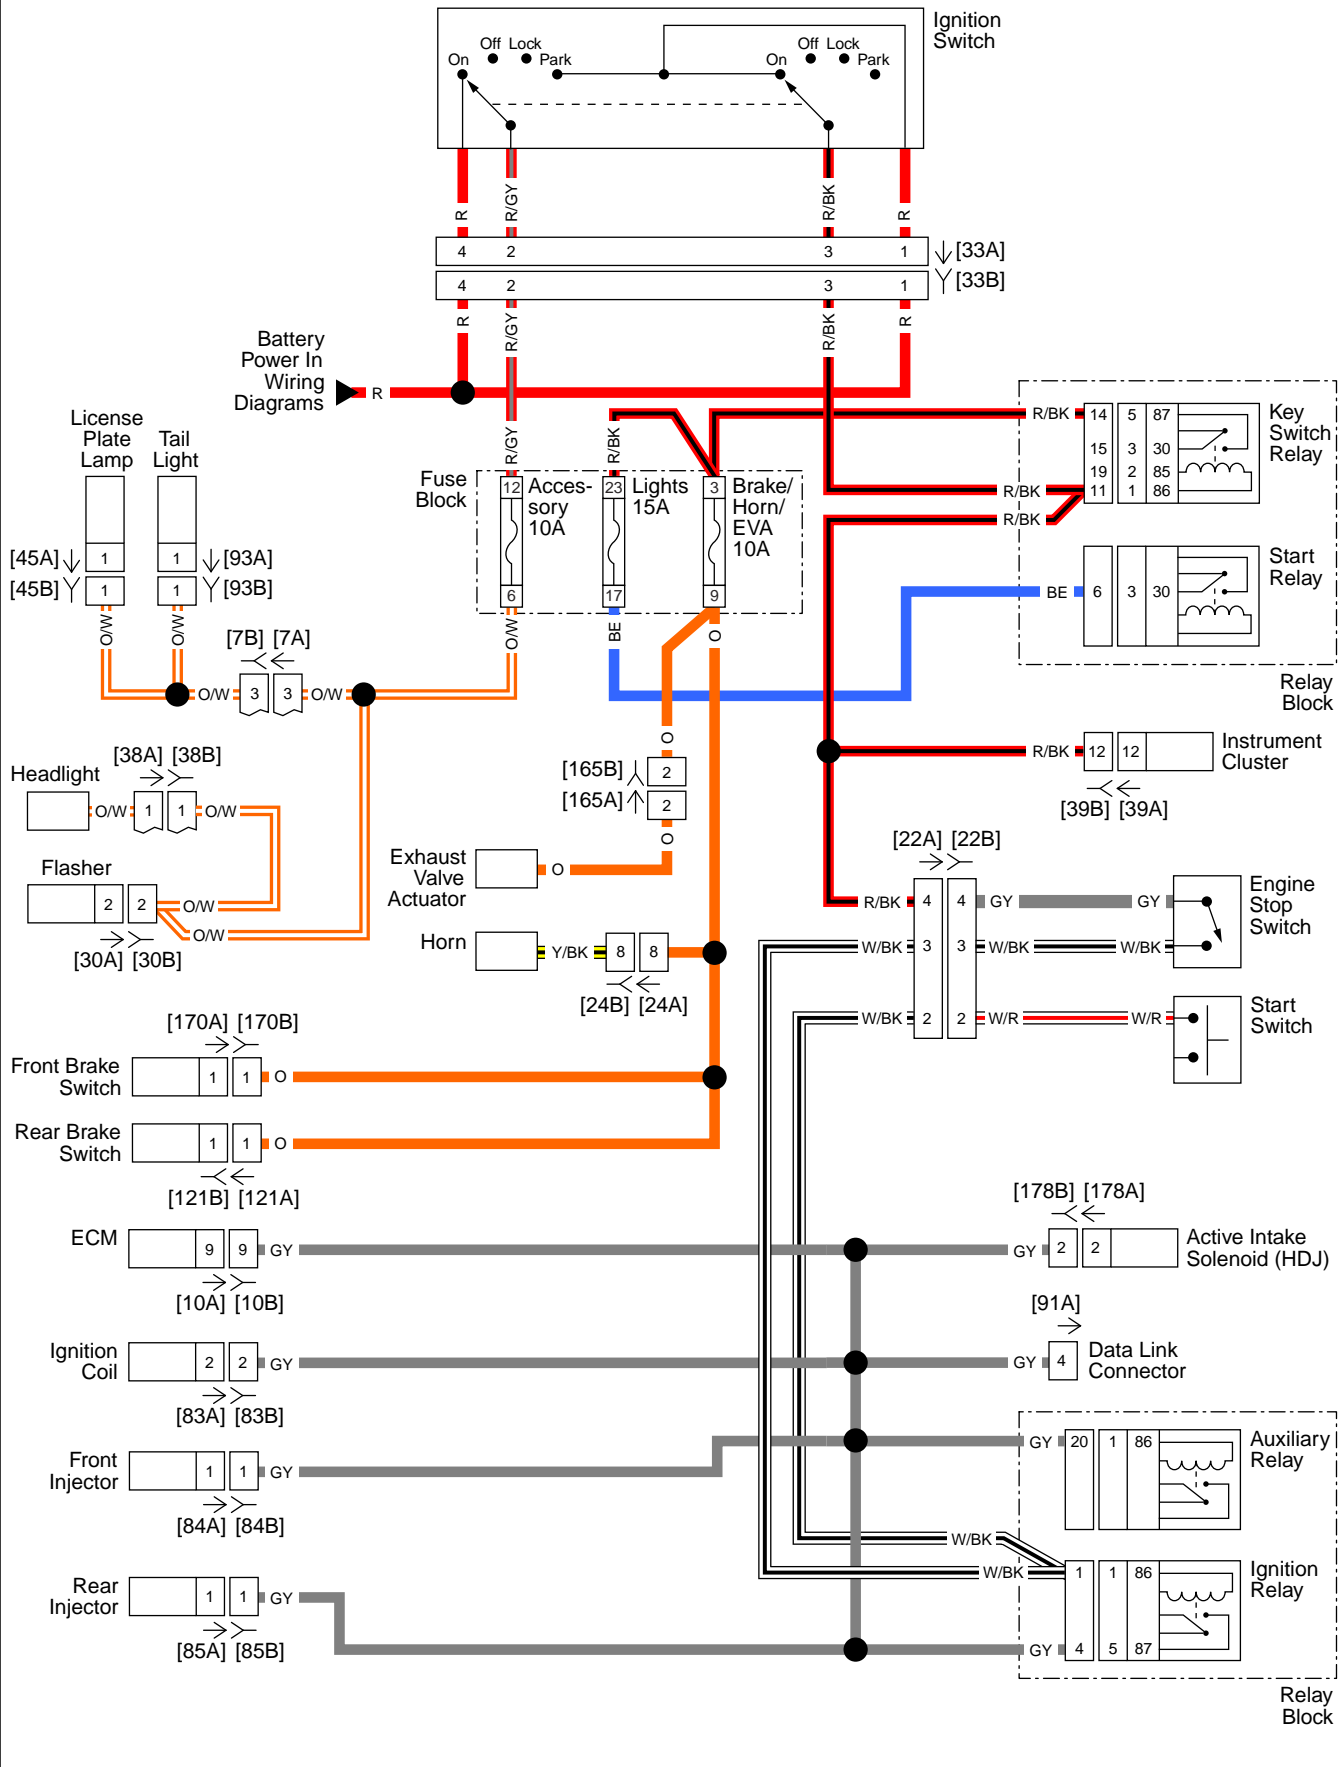 Ignition
Switch
Off Lock
On
Park
Off Lock
On
Park
R
R/GY
R/BK
R
4 2 3 1
[33A]
4 2 3 1
[33B]
R
R/GY
R/BK
R
Battery
Power In
Wiring
Diagrams
R
License
Plate
Lamp
Tail
Light
R/GY
R/BK
R/BK
14 5 87
15 3 30
19 2 85
11 1 86
Key
Switch
Relay
Fuse
Block
12
Acces-
sory
10A
6
23
Lights
15A
17
3
Brake/
Horn/
EVA
10A
9
R/BK
R/BK
[45A] 1
[45B] 1
1 [93A]
1 [93B]
O/W
O/W
O/W
BE
O
BE
6 3 30
Start
Relay
Relay
Block
[7B] [7A]
O/W 3 3 O/W
O
[165B] 2
[165A] 2
O
R/BK 12 12
Instrument
Cluster
[39B] [39A]
Headlight
[38A] [38B]
O/W 1 1 O/W
Flasher
2 2 O/W
O/W
[30A] [30B]
Exhaust
Valve
Actuator
O
Horn
Y/BK 8 8
[24B] [24A]
[22A] [22B]
R/BK 4 4 GY GY
W/BK 3 3 W/BK W/BK
W/BK 2 2 W/R W/R
Engine
Stop
Switch
Start
Switch
[170A] [170B]
Front Brake
Switch
1 1 O
Rear Brake
Switch
1 1 O
[121B] [121A]
ECM
9 9 GY
[10A] [10B]
[178B] [178A]
GY 2 2
Active Intake
Solenoid (HDJ)
[91A]
Ignition
Coil
2 2 GY
[83A] [83B]
GY 4
Data Link
Connector
Front
Injector
1 1 GY
[84A] [84B]
GY 20 1 86
Auxiliary
Relay
W/BK
W/BK
1 1 86
Ignition
Relay
Rear
Injector
1 1 GY
[85A] [85B]
GY 4 5 87
Relay
Block